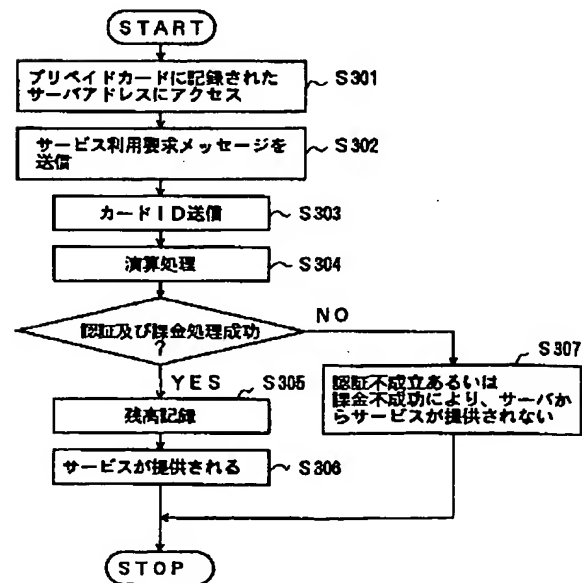 START
プリペイドカードに記録された
サーバアドレスにアクセス
S301
サービス利用要求メッセージを
送信
S302
カードID送信
S303
演算処理
S304
認証及び課金処理成功
?
NO
YES
S305
S307
残高記録
認証不成立あるいは
課金不成功により、サーバ
からサービスが提供されない
サービスが提供される
S306
STOP